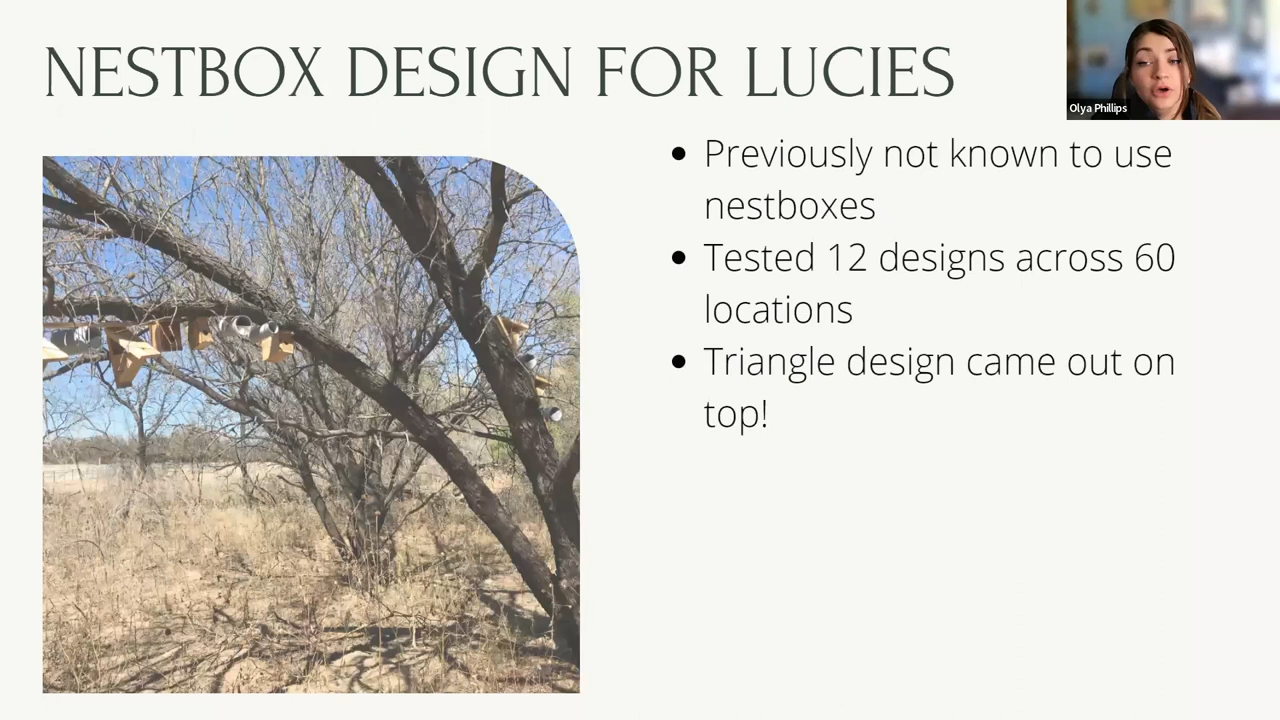 NESTBOX DESIGN FOR LUCIES
Olya Phillips
Previously not known to use
nestboxes
Tested 12 designs across 60
locations
Triangle design came out on
top!